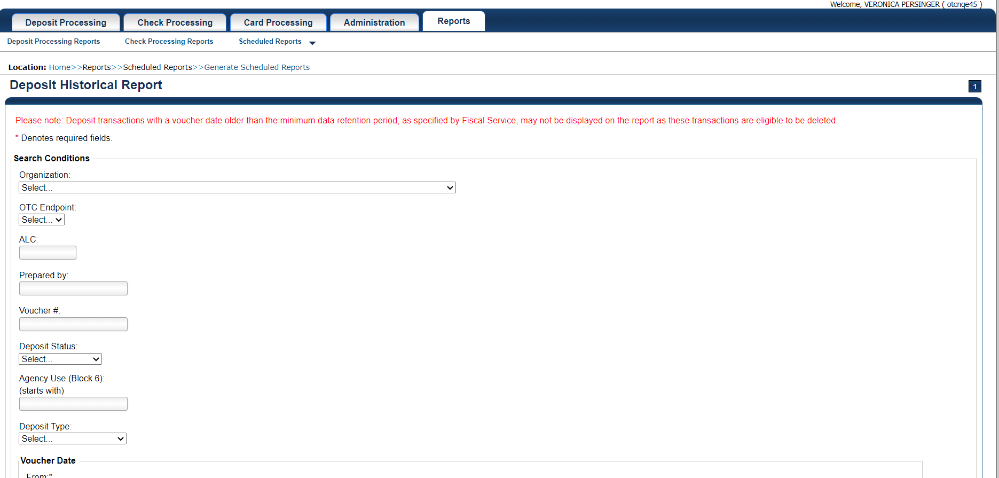 Welcome, VERONICA PERSINGER ( otcnqe45 )
Deposit Processing Check Processing Card Processing Administration Reports
Deposit Processing Reports Check Processing Reports Scheduled Reports
Location: Home>>Reports>>Scheduled Reports>>Generate Scheduled Reports
Deposit Historical Report 1
Please note: Deposit transactions with a voucher date older than the minimum data retention period, as specified by Fiscal Service, may not be displayed on the report as these transactions are eligible to be deleted.
* Denotes required fields.
Search Conditions
Organization:
Select...
OTC Endpoint:
Select...
ALC:
Prepared by:
Voucher #:
Deposit Status:
Select...
Agency Use (Block 6):
(starts with)
Deposit Type:
Select...
Voucher Date
From:*